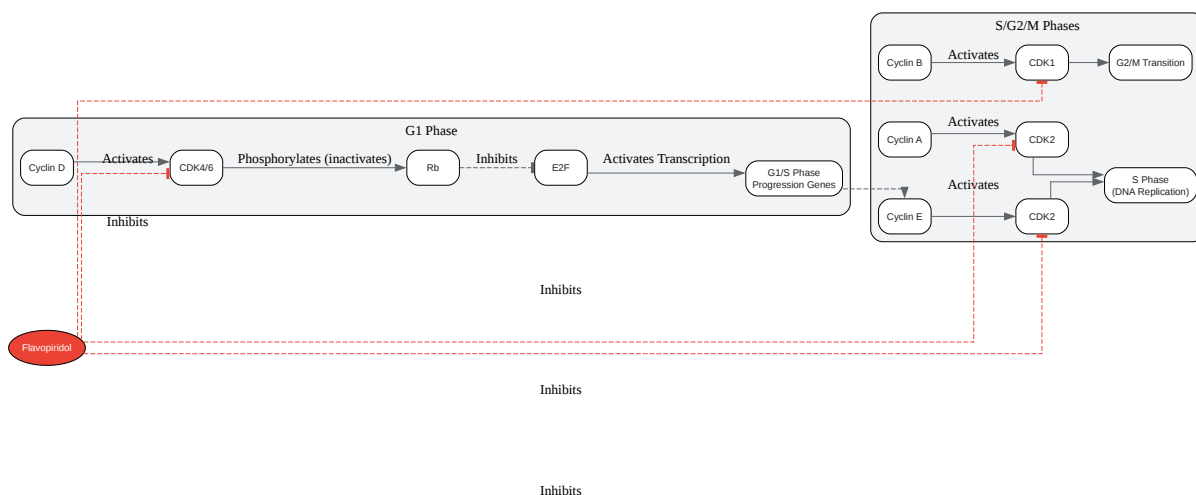 S/G2/M Phases
Cyclin B
Activates
CDK1
G2/M Transition
G1 Phase
Cyclin D
Activates
CDK4/6
Phosphorylates (inactivates)
Rb
Inhibits
E2F
Activates Transcription
G1/S Phase
Progression Genes
Cyclin A
Activates
CDK2
Activates
S Phase
(DNA Replication)
Cyclin E
CDK2
Inhibits
Inhibits
Flavopiridol
Inhibits
Inhibits